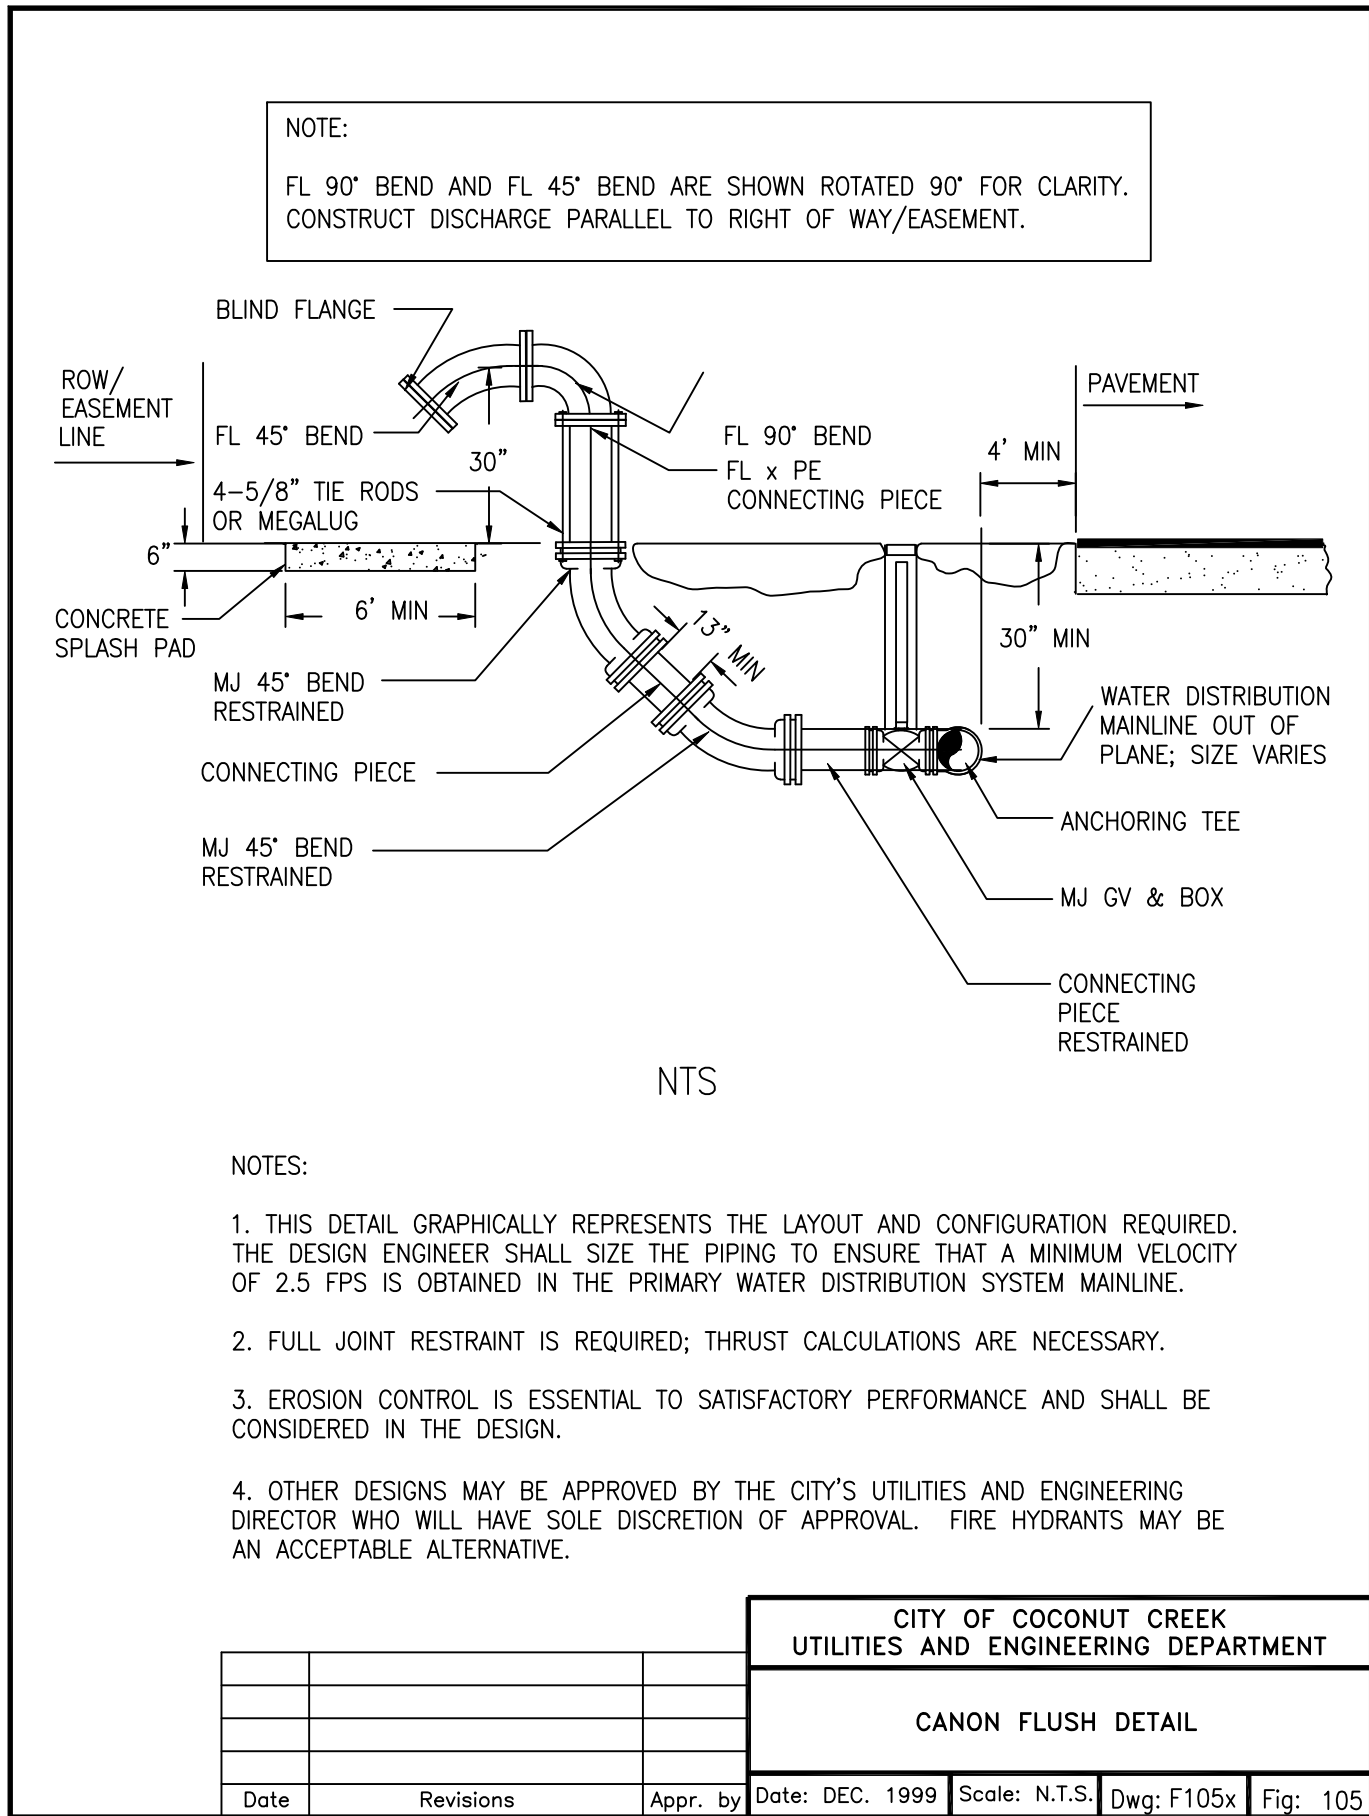 NOTE:
FL 90° BEND AND FL 45° BEND ARE SHOWN ROTATED 90° FOR CLARITY.
CONSTRUCT DISCHARGE PARALLEL TO RIGHT OF WAY/EASEMENT.
BLIND FLANGE
ROW/
EASEMENT
LINE
PAVEMENT
FL 45° BEND
FL 90° BEND
4' MIN
30"
FL x PE
CONNECTING PIECE
4-5/8" TIE RODS
OR MEGALUG
6"
6' MIN
CONCRETE
SPLASH PAD
13" MIN
30" MIN
MJ 45° BEND
RESTRAINED
WATER DISTRIBUTION
MAINLINE OUT OF
PLANE; SIZE VARIES
CONNECTING PIECE
ANCHORING TEE
MJ 45° BEND
RESTRAINED
MJ GV & BOX
CONNECTING
PIECE
RESTRAINED
NTS
NOTES:
1. THIS DETAIL GRAPHICALLY REPRESENTS THE LAYOUT AND CONFIGURATION REQUIRED.
THE DESIGN ENGINEER SHALL SIZE THE PIPING TO ENSURE THAT A MINIMUM VELOCITY
OF 2.5 FPS IS OBTAINED IN THE PRIMARY WATER DISTRIBUTION SYSTEM MAINLINE.
2. FULL JOINT RESTRAINT IS REQUIRED; THRUST CALCULATIONS ARE NECESSARY.
3. EROSION CONTROL IS ESSENTIAL TO SATISFACTORY PERFORMANCE AND SHALL BE
CONSIDERED IN THE DESIGN.
4. OTHER DESIGNS MAY BE APPROVED BY THE CITY'S UTILITIES AND ENGINEERING
DIRECTOR WHO WILL HAVE SOLE DISCRETION OF APPROVAL. FIRE HYDRANTS MAY BE
AN ACCEPTABLE ALTERNATIVE.
CITY OF COCONUT CREEK
UTILITIES AND ENGINEERING DEPARTMENT
CANON FLUSH DETAIL
Date Revisions Appr. by
Date: DEC. 1999 Scale: N.T.S. Dwg: F105x Fig: 105